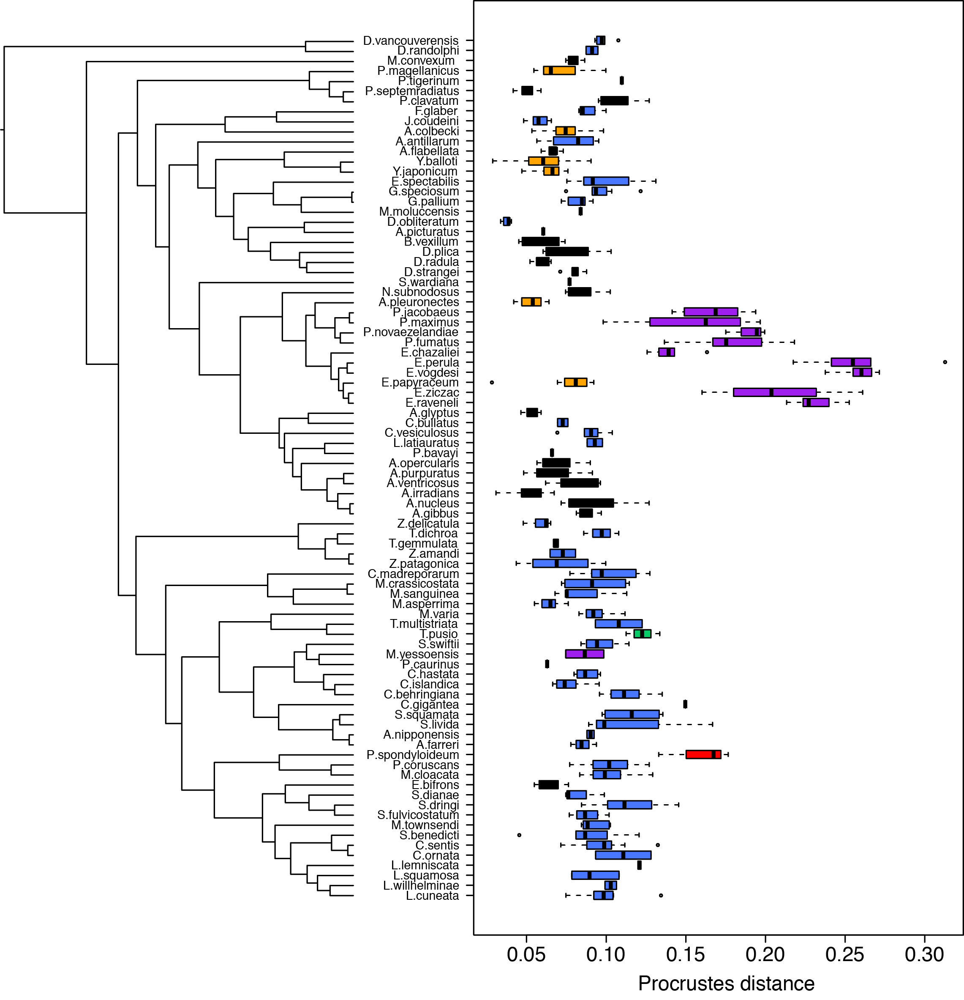 D.vancouverensis
D.randolphi
M.convexum
P.magellanicus
P.tigerinum
P.septemradiatus
P.clavatum
F.glaber
J.coudeini
A.colbecki
A.antillarum
A.flabellata
Y.balloti
Y.japonicum
E.spectabilis
G.speciosum
G.pallium
M.moluccensis
D.obliteratum
A.picturatus
B.vexillum
D.plica
D.radula
D.strangei
S.wardiana
N.subnodosus
A.pleuronectes
P.jacobaeus
P.maximus
P.novaezelandiae
P.fumatus
E.chazaliei
E.perula
E.vogdesi
E.papyraceum
E.ziczac
E.raveneli
A.glyptus
C.bullatus
C.vesiculosus
L.latiauratus
P.bavayi
A.opercularis
A.purpuratus
A.ventricosus
A.irradians
A.nucleus
A.gibbus
Z.delicatula
T.dichroa
T.gemmulata
Z.amandi
Z.patagonica
C.madreporarum
M.crassicostata
M.sanguinea
M.asperrima
M.varia
T.multistriata
T.pusio
S.swiftii
M.yessoensis
P.caurinus
C.hastata
C.islandica
C.behringiana
C.gigantea
S.squamata
S.livida
A.nipponensis
A.farreri
P.spondyloideum
P.coruscans
M.cloacata
E.bifrons
S.dianae
S.dringi
S.fulvicostatum
M.townsendi
S.benedicti
C.sentis
C.ornata
L.lemniscata
L.squamosa
L.willhelminae
L.cuneata
0.05 0.10 0.15 0.20 0.25 0.30
Procrustes distance